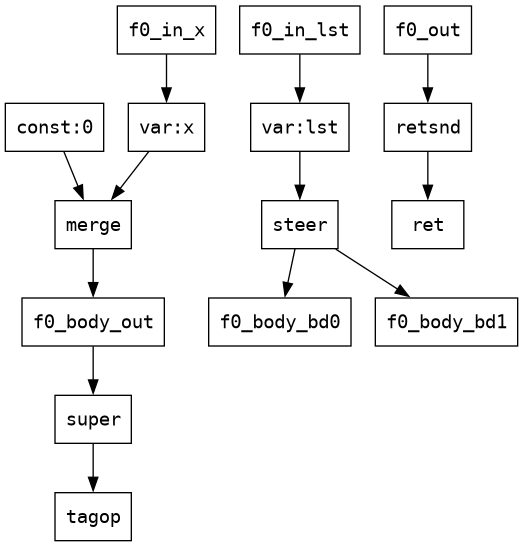 f0_in_x
f0_in_lst
f0_out
const:0
var:x
var:lst
retsnd
merge
steer
ret
f0_body_out
f0_body_bd0
f0_body_bd1
super
tagop